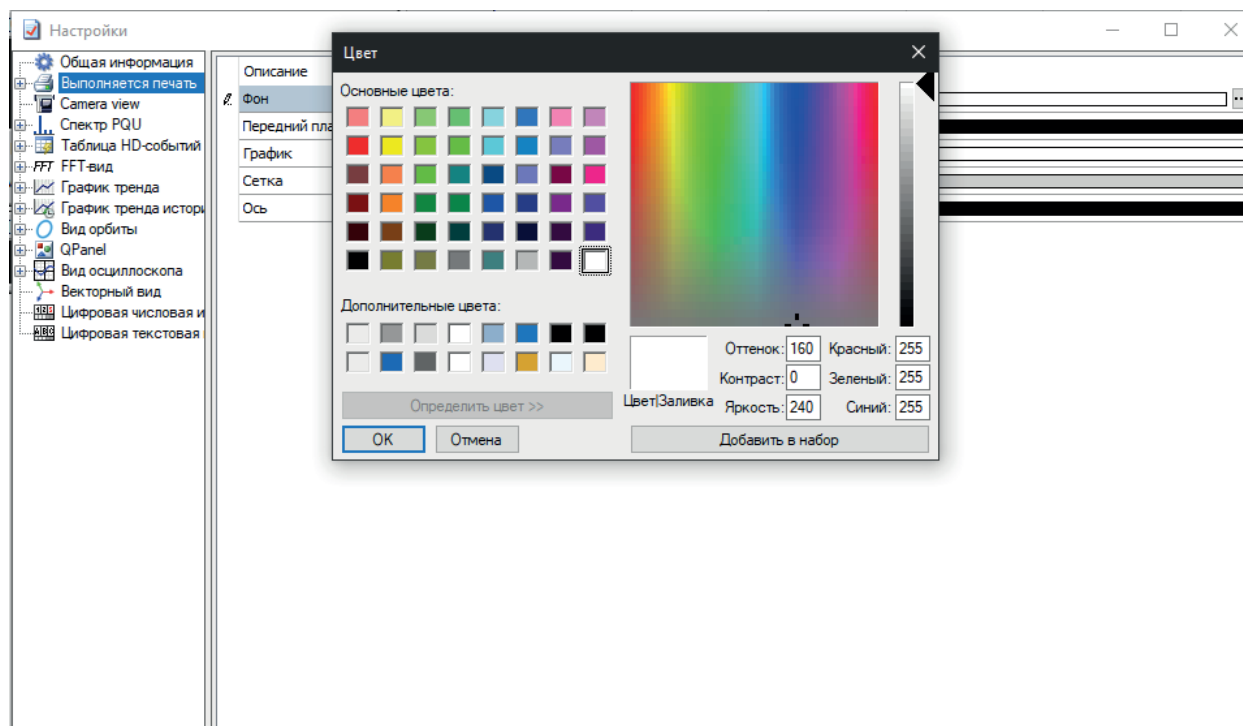 Настройки
Общая информация
Выполняется печать
Camera view
Спектр PQU
Таблица HD-событий
FFT FFT-вид
График тренда
График тренда истори
Вид орбиты
QPanel
Вид осциллоскопа
Векторный вид
Цифровая числовая и
Цифровая текстовая
Описание
Фон
Передний пла
График
Сетка
Ось
Цвет
Основные цвета:
Дополнительные цвета:
Определить цвет >>
OK
Отмена
Цвет|Заливка
Оттенок: 160
Контраст: 0
Яркость: 240
Красный: 255
Зеленый: 255
Синий: 255
Добавить в набор